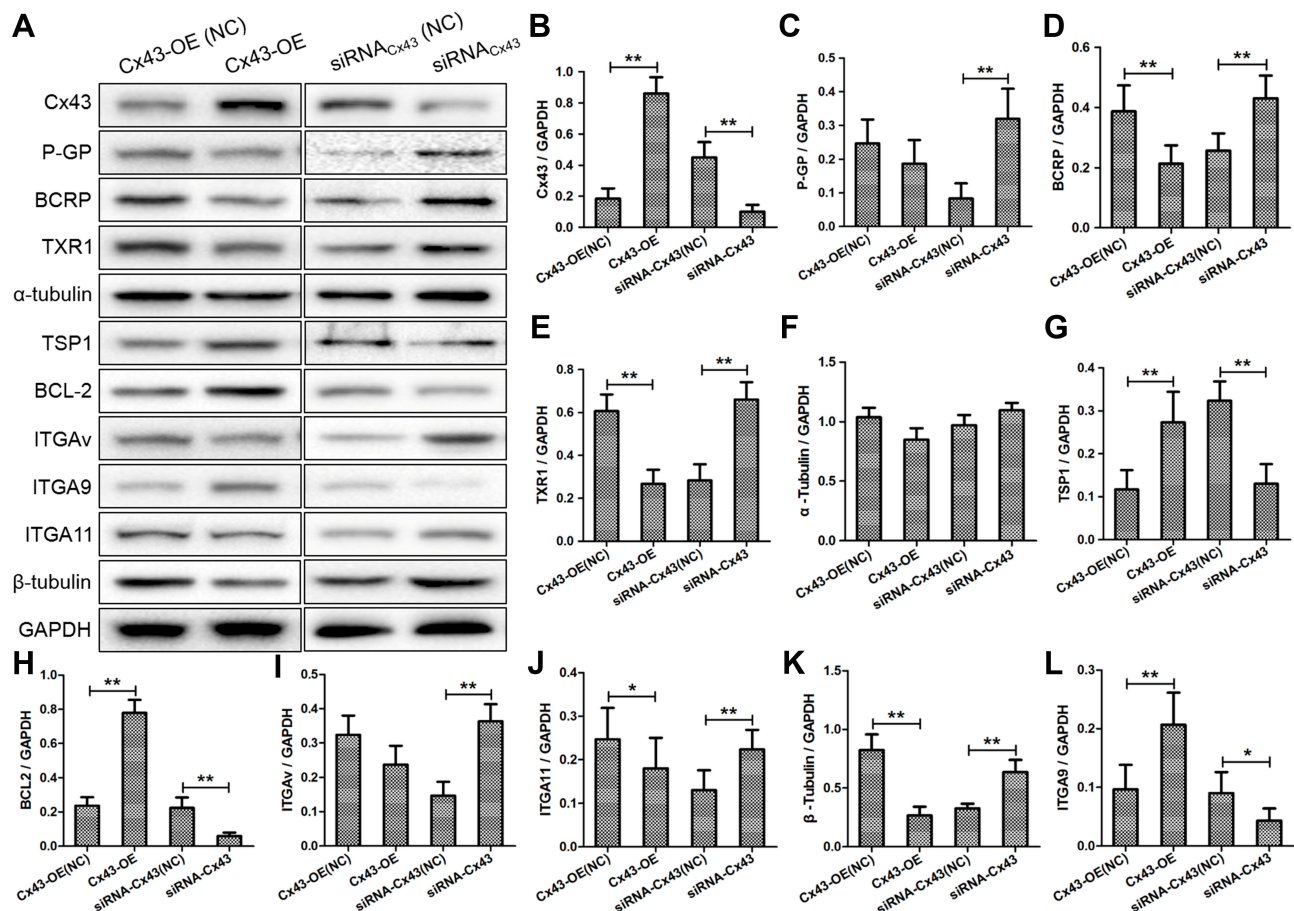 A
Cx43-OE (NC)
Cx43-OE
siRNACx43 (NC)
siRNACx43
Cx43
P-GP
BCRP
TXR1
α-tubulin
TSP1
BCL-2
ITGAv
ITGA9
ITGA11
β-tubulin
GAPDH
B
Cx43 / GAPDH
1.0
0.8
0.6
0.4
0.2
0.0
**
**
Cx43-OE(NC)
Cx43-OE
siRNA-Cx43(NC)
siRNA-Cx43
C
P-GP / GAPDH
0.5
0.4
0.3
0.2
0.1
0.0
**
Cx43-OE(NC)
Cx43-OE
siRNA-Cx43(NC)
siRNA-Cx43
D
BCRP / GAPDH
0.6
0.4
0.2
0.0
**
**
Cx43-OE(NC)
Cx43-OE
siRNA-Cx43(NC)
siRNA-Cx43
E
TXR1 / GAPDH
0.8
0.6
0.4
0.2
0.0
**
**
Cx43-OE(NC)
Cx43-OE
siRNA-Cx43(NC)
siRNA-Cx43
F
α -Tubulin / GAPDH
1.5
1.0
0.5
0.0
Cx43-OE(NC)
Cx43-OE
siRNA-Cx43(NC)
siRNA-Cx43
G
TSP1 / GAPDH
0.4
0.3
0.2
0.1
0.0
**
**
Cx43-OE(NC)
Cx43-OE
siRNA-Cx43(NC)
siRNA-Cx43
H
BCL2 / GAPDH
1.0
0.8
0.6
0.4
0.2
0.0
**
**
Cx43-OE(NC)
Cx43-OE
siRNA-Cx43(NC)
siRNA-Cx43
I
ITGAv / GAPDH
0.5
0.4
0.3
0.2
0.1
0.0
**
Cx43-OE(NC)
Cx43-OE
siRNA-Cx43(NC)
siRNA-Cx43
J
ITGA11 / GAPDH
0.4
0.3
0.2
0.1
0.0
*
**
Cx43-OE(NC)
Cx43-OE
siRNA-Cx43(NC)
siRNA-Cx43
K
β -Tubulin / GAPDH
1.5
1.0
0.5
0.0
**
**
Cx43-OE(NC)
Cx43-OE
siRNA-Cx43(NC)
siRNA-Cx43
L
ITGA9 / GAPDH
0.3
0.2
0.1
0.0
**
*
Cx43-OE(NC)
Cx43-OE
siRNA-Cx43(NC)
siRNA-Cx43